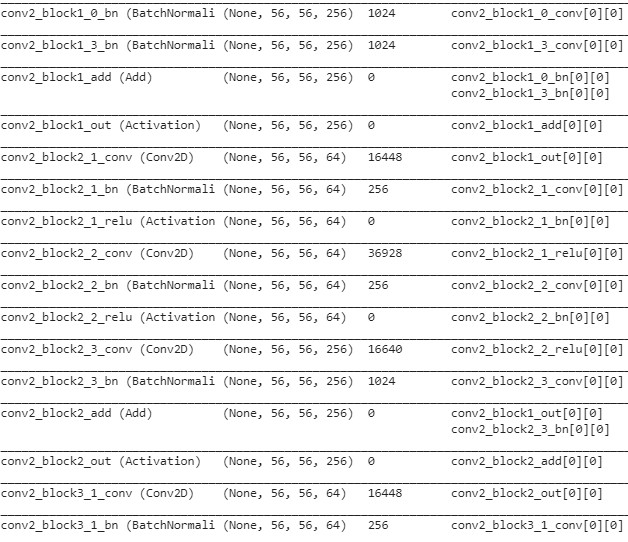 conv2_block1_0_bn (BatchNormali (None, 56, 56, 256) 1024 conv2_block1_0_conv[0][0]
conv2_block1_3_bn (BatchNormali (None, 56, 56, 256) 1024 conv2_block1_3_conv[0][0]
conv2_block1_add (Add) (None, 56, 56, 256) 0 conv2_block1_0_bn[0][0]
conv2_block1_3_bn[0][0]
conv2_block1_out (Activation) (None, 56, 56, 256) 0 conv2_block1_add[0][0]
conv2_block2_1_conv (Conv2D) (None, 56, 56, 64) 16448 conv2_block1_out[0][0]
conv2_block2_1_bn (BatchNormali (None, 56, 56, 64) 256 conv2_block2_1_conv[0][0]
conv2_block2_1_relu (Activation (None, 56, 56, 64) 0 conv2_block2_1_bn[0][0]
conv2_block2_2_conv (Conv2D) (None, 56, 56, 64) 36928 conv2_block2_1_relu[0][0]
conv2_block2_2_bn (BatchNormali (None, 56, 56, 64) 256 conv2_block2_2_conv[0][0]
conv2_block2_2_relu (Activation (None, 56, 56, 64) 0 conv2_block2_2_bn[0][0]
conv2_block2_3_conv (Conv2D) (None, 56, 56, 256) 16640 conv2_block2_2_relu[0][0]
conv2_block2_3_bn (BatchNormali (None, 56, 56, 256) 1024 conv2_block2_3_conv[0][0]
conv2_block2_add (Add) (None, 56, 56, 256) 0 conv2_block1_out[0][0]
conv2_block2_3_bn[0][0]
conv2_block2_out (Activation) (None, 56, 56, 256) 0 conv2_block2_add[0][0]
conv2_block3_1_conv (Conv2D) (None, 56, 56, 64) 16448 conv2_block2_out[0][0]
conv2_block3_1_bn (BatchNormali (None, 56, 56, 64) 256 conv2_block3_1_conv[0][0]